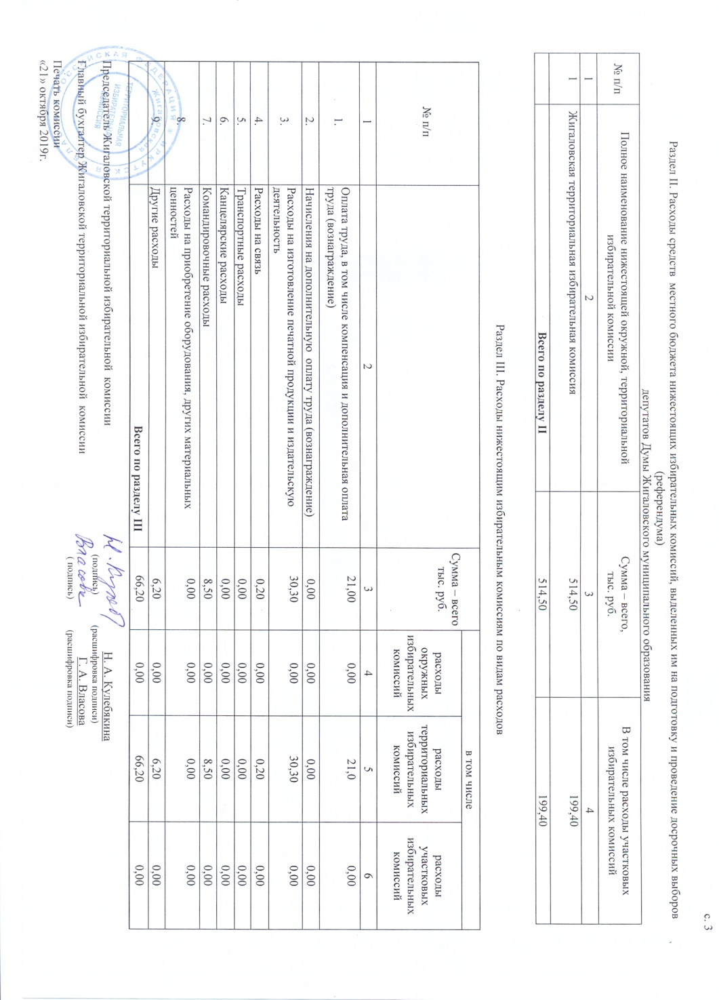 с. 3
Раздел II. Расходы средств местного бюджета нижестоящих избирательных комиссий, выделенных им на подготовку и проведение досрочных выборов
(референдума)
депутатов Думы Жигаловского муниципального образования
№ п/п
Полное наименование нижестоящей окружной, территориальной
избирательной комиссии
Сумма – всего,
тыс. руб.
В том числе расходы участковых
избирательных комиссий
1 2 3 4
1 Жигаловская территориальная избирательная комиссия 514,50 199,40
Всего по разделу II 514,50 199,40
Раздел III. Расходы нижестоящим избирательным комиссиям по видам расходов
№ п/п
Сумма – всего
тыс. руб.
в том числе
расходы
окружных
избирательных
комиссий
расходы
территориальных
избирательных
комиссий
расходы
участковых
избирательных
комиссий
1 2 3 4 5 6
1. Оплата труда, в том числе компенсация и дополнительная оплата
труда (вознаграждение) 21,00 0,00 21,0 0,00
2. Начисления на дополнительную оплату труда (вознаграждение) 0,00 0,00 0,00 0,00
3. Расходы на изготовление печатной продукции и издательскую
деятельность 30,30 0,00 30,30 0,00
4. Расходы на связь 0,20 0,00 0,20 0,00
5. Транспортные расходы 0,00 0,00 0,00 0,00
6. Канцелярские расходы 0,00 0,00 0,00 0,00
7. Командировочные расходы 8,50 0,00 8,50 0,00
8. Расходы на приобретение оборудования, других материальных
ценностей 0,00 0,00 0,00 0,00
9. Другие расходы 6,20 0,00 6,20 0,00
Всего по разделу III 66,20 0,00 66,20 0,00
Председатель Жигаловской территориальной избирательной комиссии Н. А. Кулебякина
(подпись) (расшифровка подписи)
Главный бухгалтер Жигаловской территориальной избирательной комиссии Власова Г. А. Власова
( подпись) (расшифровка подписи)
Печать комиссии
«21» октября 2019г.
РОССИЙСКАЯ ФЕДЕРАЦИЯ * ИРКУТСКАЯ ОБЛА
Жигаловская
ТЕРРИТОРИАЛЬНАЯ
ИЗБИРАТЕЛЬНАЯ
КОМИССИЯ